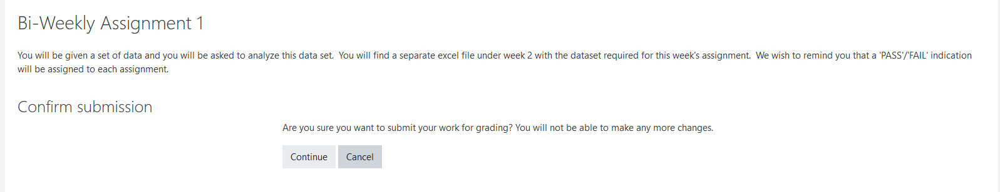 Bi-Weekly Assignment 1
You will be given a set of data and you will be asked to analyze this data set.  You will find a separate excel file under week 2 with the dataset required for this week's assignment.  We wish to remind you that a 'PASS'/'FAIL' indication
will be assigned to each assignment.
Confirm submission
Are you sure you want to submit your work for grading? You will not be able to make any more changes.
Continue Cancel